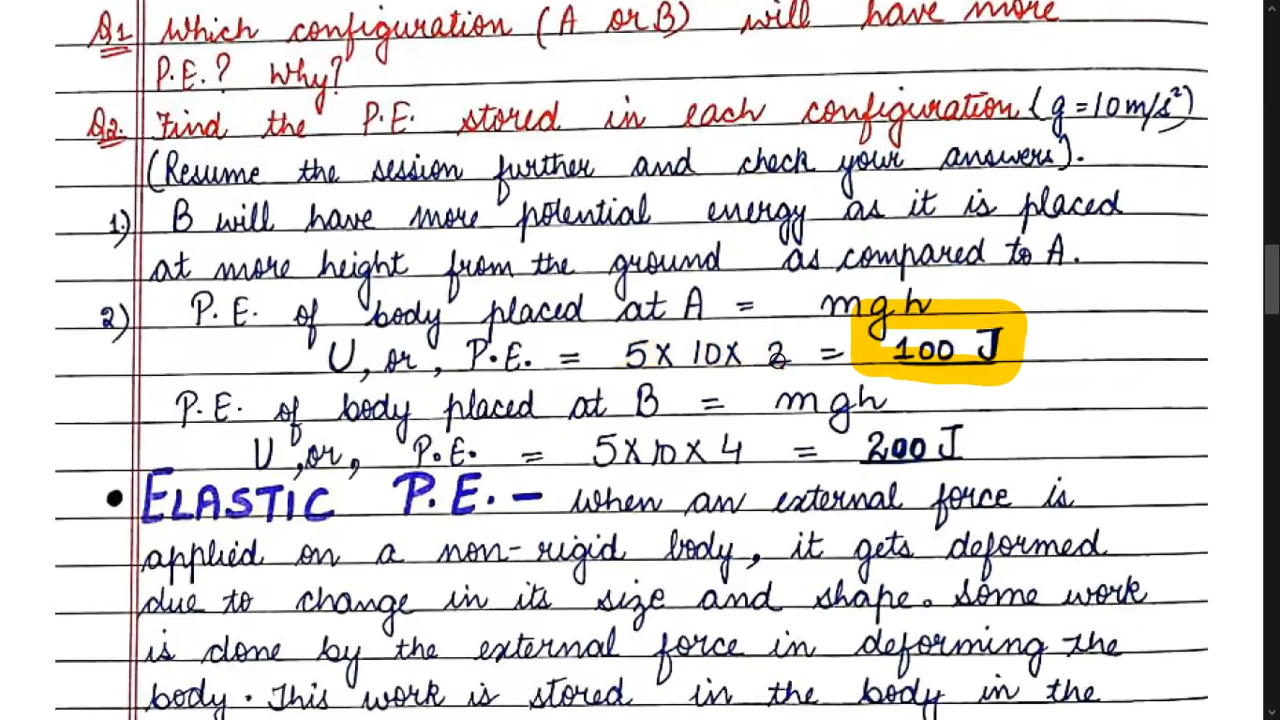 Q1 Which configuration (A or B) will have more
P.E.? Why?
Q2. Find the P.E. stored in each configuration (g = 10 m/s²)
(Resume the session further and check your answers).
1) B will have more potential energy as it is placed
at more height from the ground as compared to A.
2) P.E. of body placed at A = mgh
U, or, P.E. = 5 × 10 × 2 = 100 J
P.E. of body placed at B = mgh
U, or, P.E. = 5 × 10 × 4 = 200 J
• ELASTIC P.E. - when an external force is
applied on a non-rigid body, it gets deformed
due to change in its size and shape. Some work
is done by the external force in deforming the
body. This work is stored in the body in the